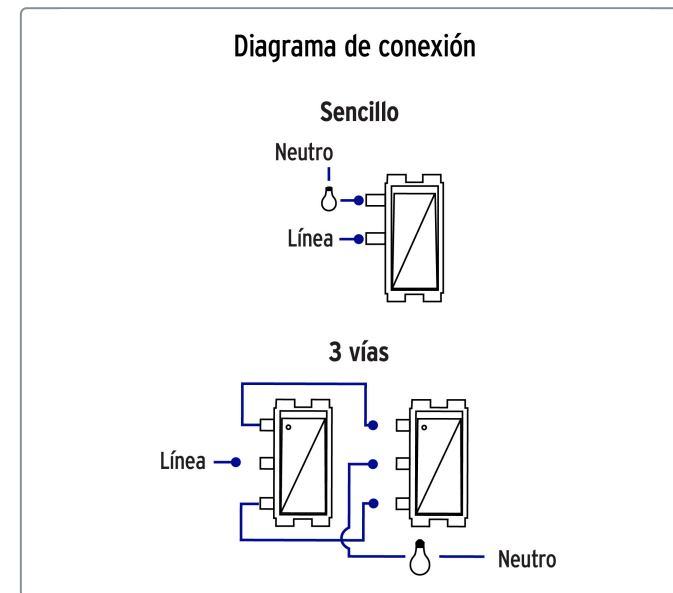 Diagrama de conexión
Sencillo
Neutro
Línea
3 vías
Línea
Neutro